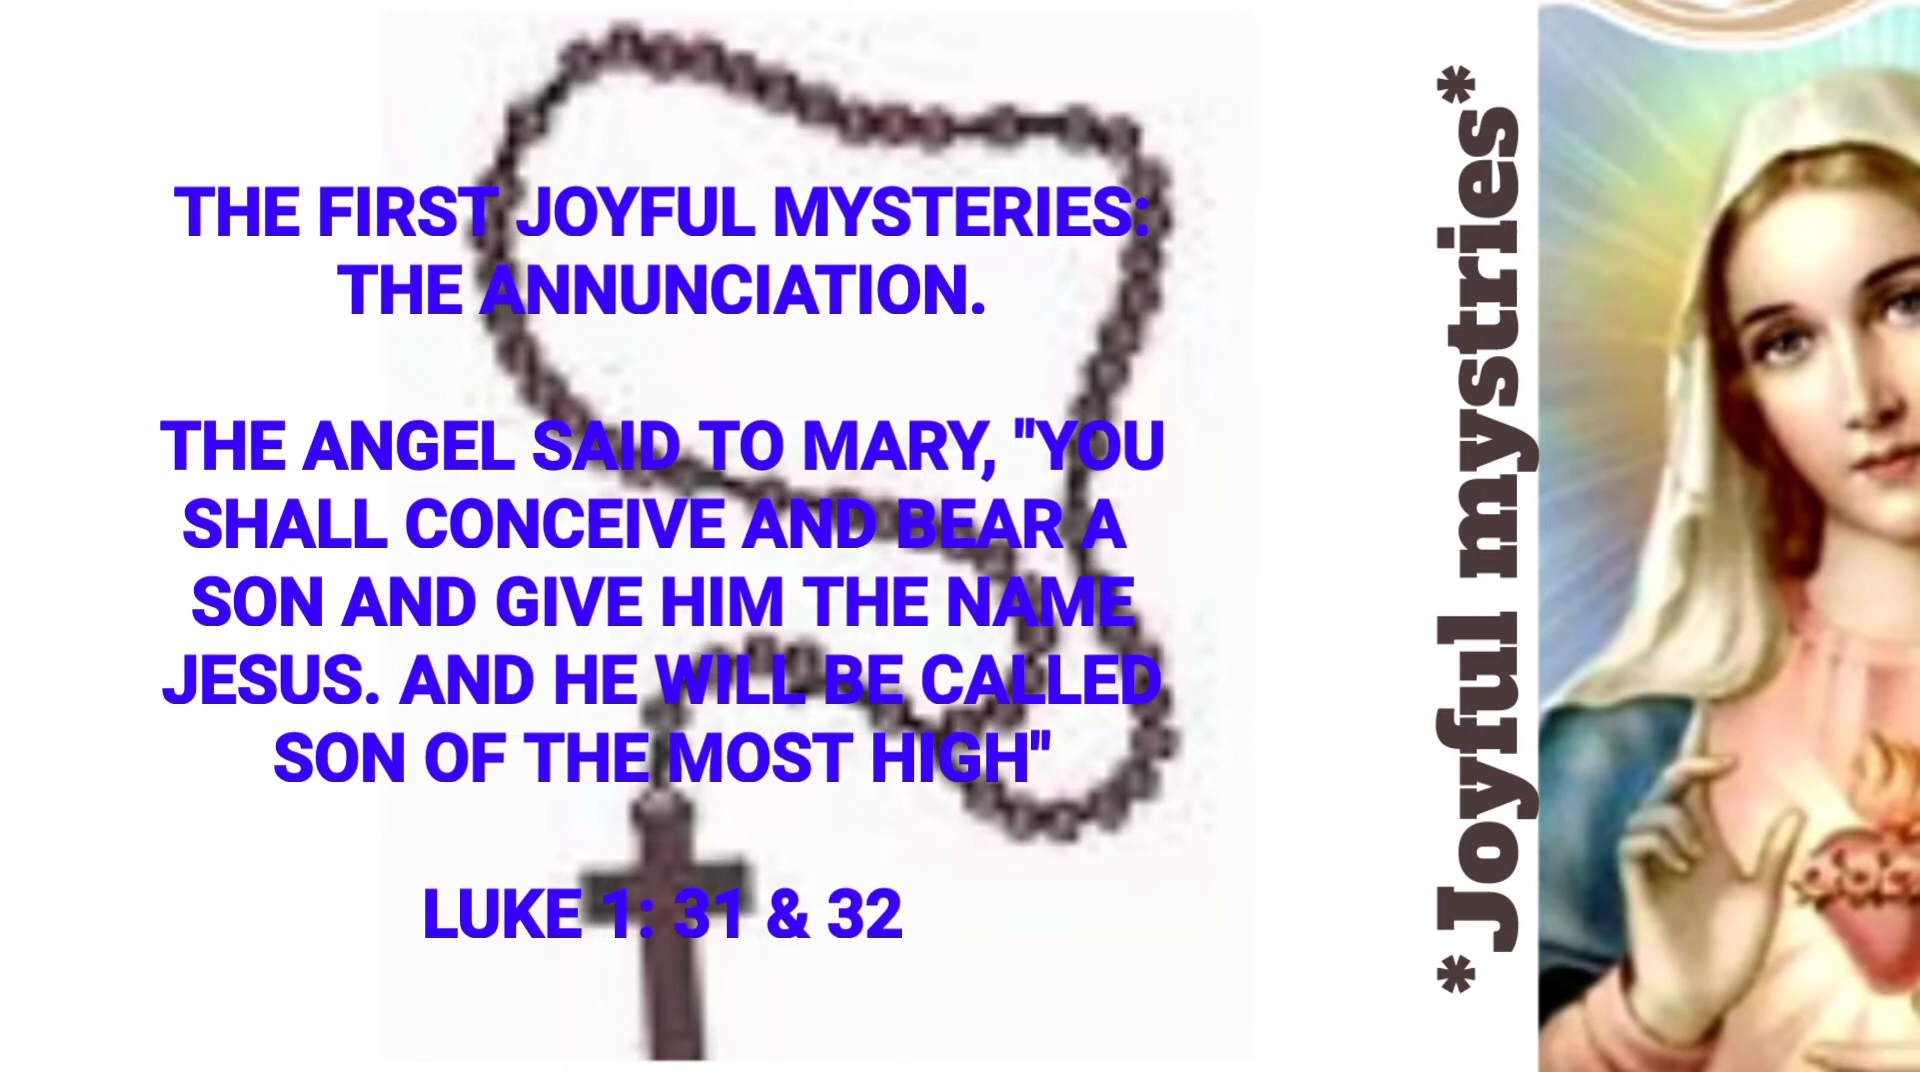 THE FIRST JOYFUL MYSTERIES:
THE ANNUNCIATION.
THE ANGEL SAID TO MARY, "YOU
SHALL CONCEIVE AND BEAR A
SON AND GIVE HIM THE NAME
JESUS. AND HE WILL BE CALLED
SON OF THE MOST HIGH"
LUKE 1: 31 & 32
*Joyful mystries*